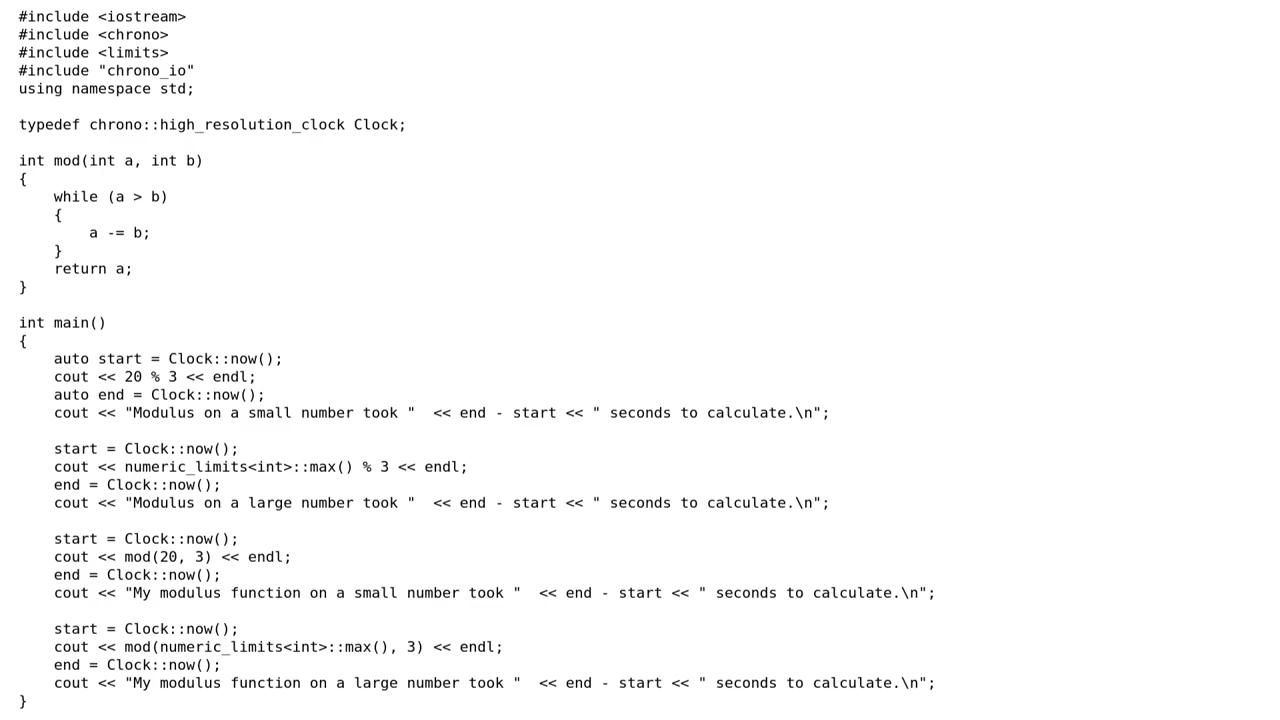 #include <iostream>
#include <chrono>
#include <limits>
#include "chrono_io"
using namespace std;

typedef chrono::high_resolution_clock Clock;

int mod(int a, int b)
{
    while (a > b)
    {
        a -= b;
    }
    return a;
}

int main()
{
    auto start = Clock::now();
    cout << 20 % 3 << endl;
    auto end = Clock::now();
    cout << "Modulus on a small number took "  << end - start << " seconds to calculate.\n";

    start = Clock::now();
    cout << numeric_limits<int>::max() % 3 << endl;
    end = Clock::now();
    cout << "Modulus on a large number took "  << end - start << " seconds to calculate.\n";

    start = Clock::now();
    cout << mod(20, 3) << endl;
    end = Clock::now();
    cout << "My modulus function on a small number took "  << end - start << " seconds to calculate.\n";

    start = Clock::now();
    cout << mod(numeric_limits<int>::max(), 3) << endl;
    end = Clock::now();
    cout << "My modulus function on a large number took "  << end - start << " seconds to calculate.\n";
}